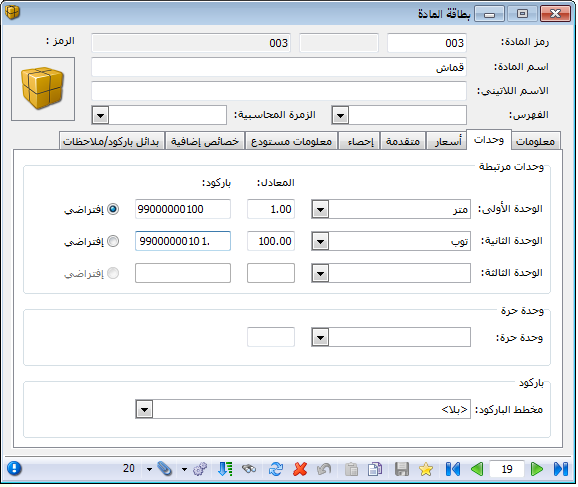 بطاقة المادة
رمز المادة: 003 003 الرمز :
اسم المادة: قماش
الاسم اللاتيني:
الفهرس: الزمرة المحاسبية:
معلومات وحدات أسعار متقدمة إحصاء معلومات مستودع خصائص إضافية بدائل باركود/ملاحظات
وحدات مرتبطة
المعادل: باركود:
الوحدة الأولى: متر 1.00 99000000100 إفتراضي
الوحدة الثانية: توب 100.00 99000000101. إفتراضي
الوحدة الثالثة: إفتراضي
وحدة حرة
وحدة حرة:
باركود
مخطط الباركود: <بلا>
19 20